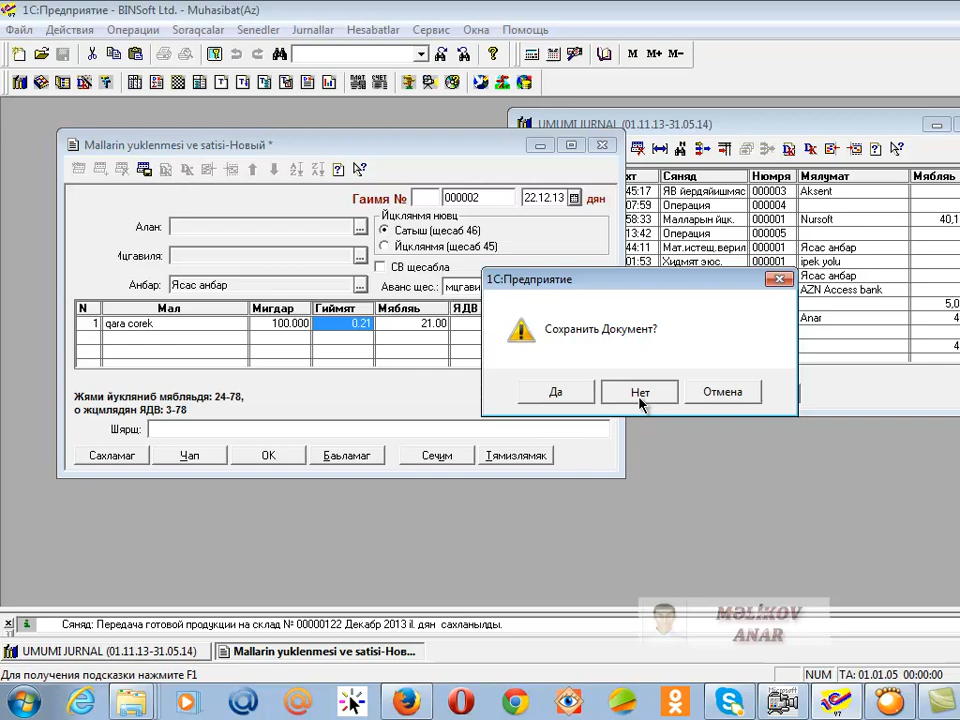 1С:Предприятие - BINSoft Ltd. - Muhasibat(Az)
Файл Действия Операции Soraqcalar Senedler Jurnallar Hesabatlar Сервис Окна Помощь
M M+ M-
UMUMI JURNAL (01.11.13-31.05.14)
Mallarin yuklenmesi ve satisi-Новый *
Гаимя № 000002 22.12.13 дян
Йцклянмя нювц
Алан:
Сатыш (щесаб 46)
Йцклянмя (щесаб 45)
Мцгавиля:
СВ щесабла
Анбар: Ясас анбар ... Аванс щес.: мцгави
N Мал Мигдар Гиймят Мябляь ЯДВ
1 qara corek 100.000 0.21 21.00
Жями йукляниб мябляьдя: 24-78,
о жцмлядян ЯДВ: 3-78
Шярщ:
Сахламаг Чап OK Баьламаг Сечим Тямизлямяк
хт Сяняд Нюмря Мялумат Мябляь
45:17 ЯВ йердяйишмяс 000003 Aksent
07:59 Операция 000004
58:33 Малларын йцк. 000001 Nursoft 40,1
13:42 Операция 000005
44:11 Мат.истещ.верил Ясас анбар
01:53 Хидмят эюс. ipek yolu
Ясас анбар
AZN Access bank
5,0
Anar 4
4
1С:Предприятие
Сохранить Документ?
Да Нет Отмена
Сяняд: Передача готовой продукции на склад № 00000122 Декабр 2013 il. дян сахланылды.
MƏLİKOV
ANAR
UMUMI JURNAL (01.11.13-31.05.14) Mallarin yuklenmesi ve satisi-Нов...
Для получения подсказки нажмите F1 NUM TA: 01.01.05 00:00:00